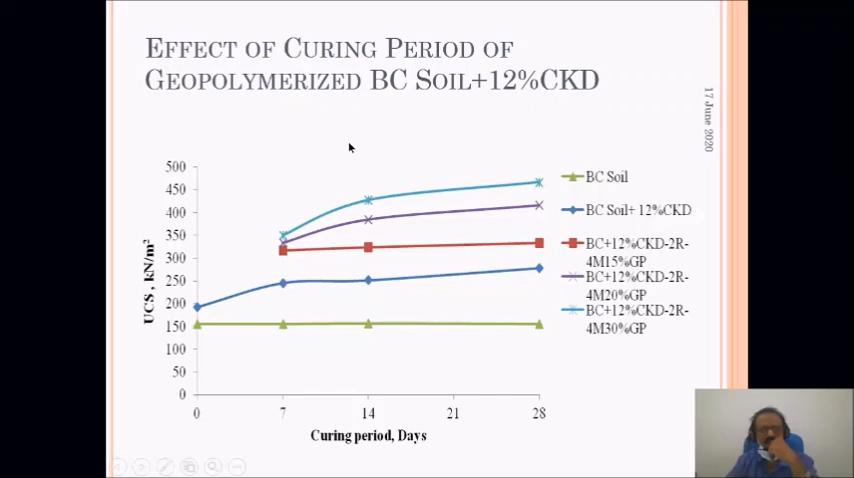 EFFECT OF CURING PERIOD OF
GEOPOLYMERIZED BC SOIL+12%CKD
17 June 2020
UCS , kN/m²
500
450
400
350
300
250
200
150
100
50
0
0 7 14 21 28
Curing period, Days
BC Soil
BC Soil+ 12%CKD
BC+12%CKD-2R-
4M15%GP
BC+12%CKD-2R-
4M20%GP
BC+12%CKD-2R-
4M30%GP